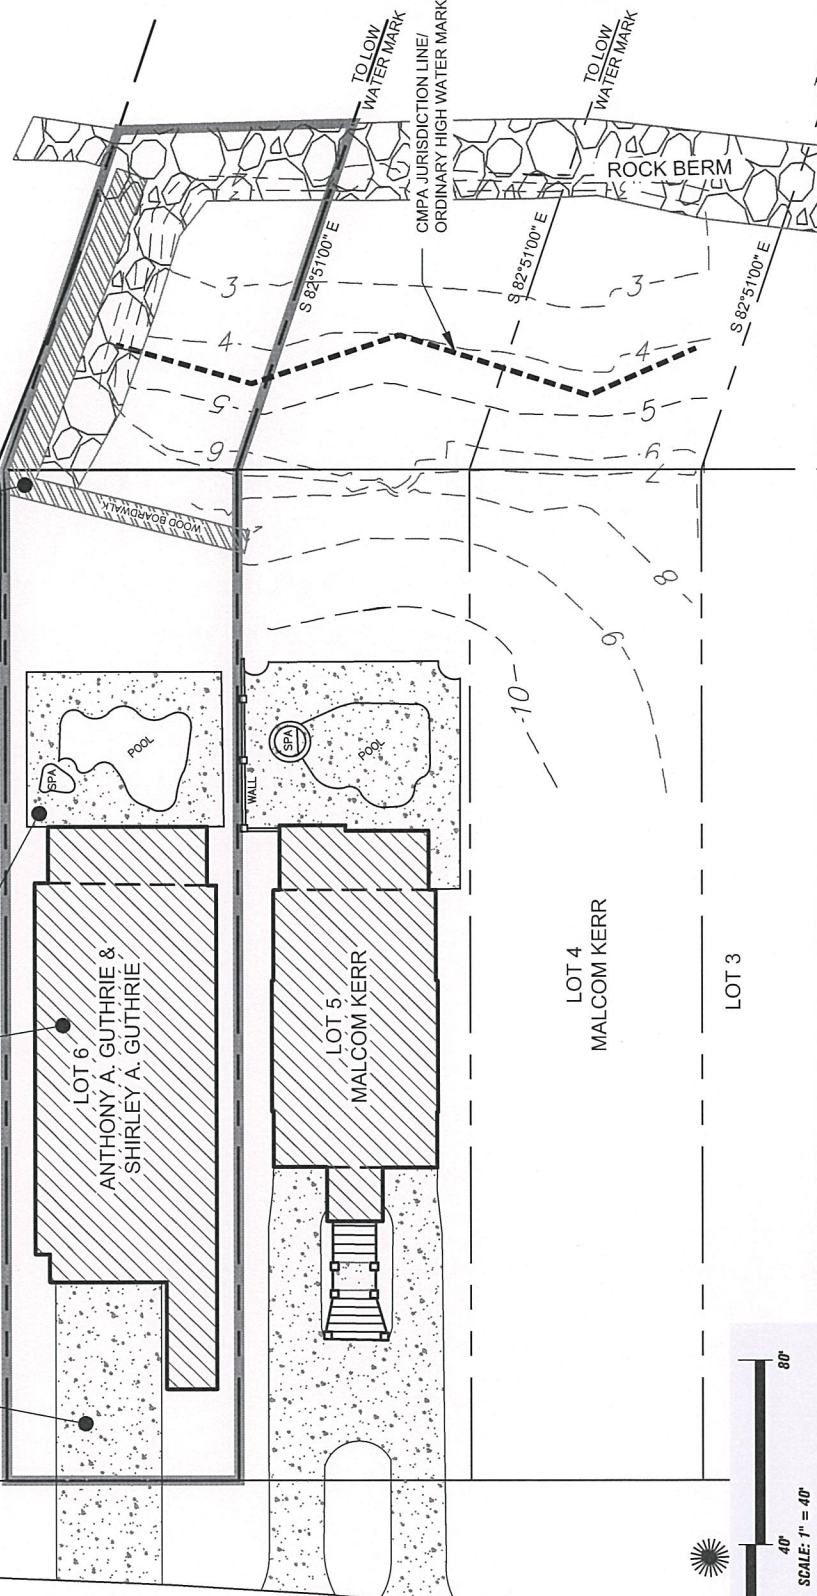 TO LOW
WATER MARK
CMPA JURISDICTION LINE/
ORDINARY HIGH WATER MARK
TO LOW
WATER MARK
ROCK BERM
S 82°51'00" E
S 82°51'00" E
S 82°51'00" E
3
3
4
4
5
5
6
6
7
7
8
9
10
WOOD BOARDWALK
SPA
POOL
WALL
SPA
POOL
LOT 6
ANTHONY A. GUTHRIE &
SHIRLEY A. GUTHRIE
LOT 5
MALCOM KERR
LOT 4
MALCOM KERR
LOT 3
40'
80'
SCALE: 1" = 40'